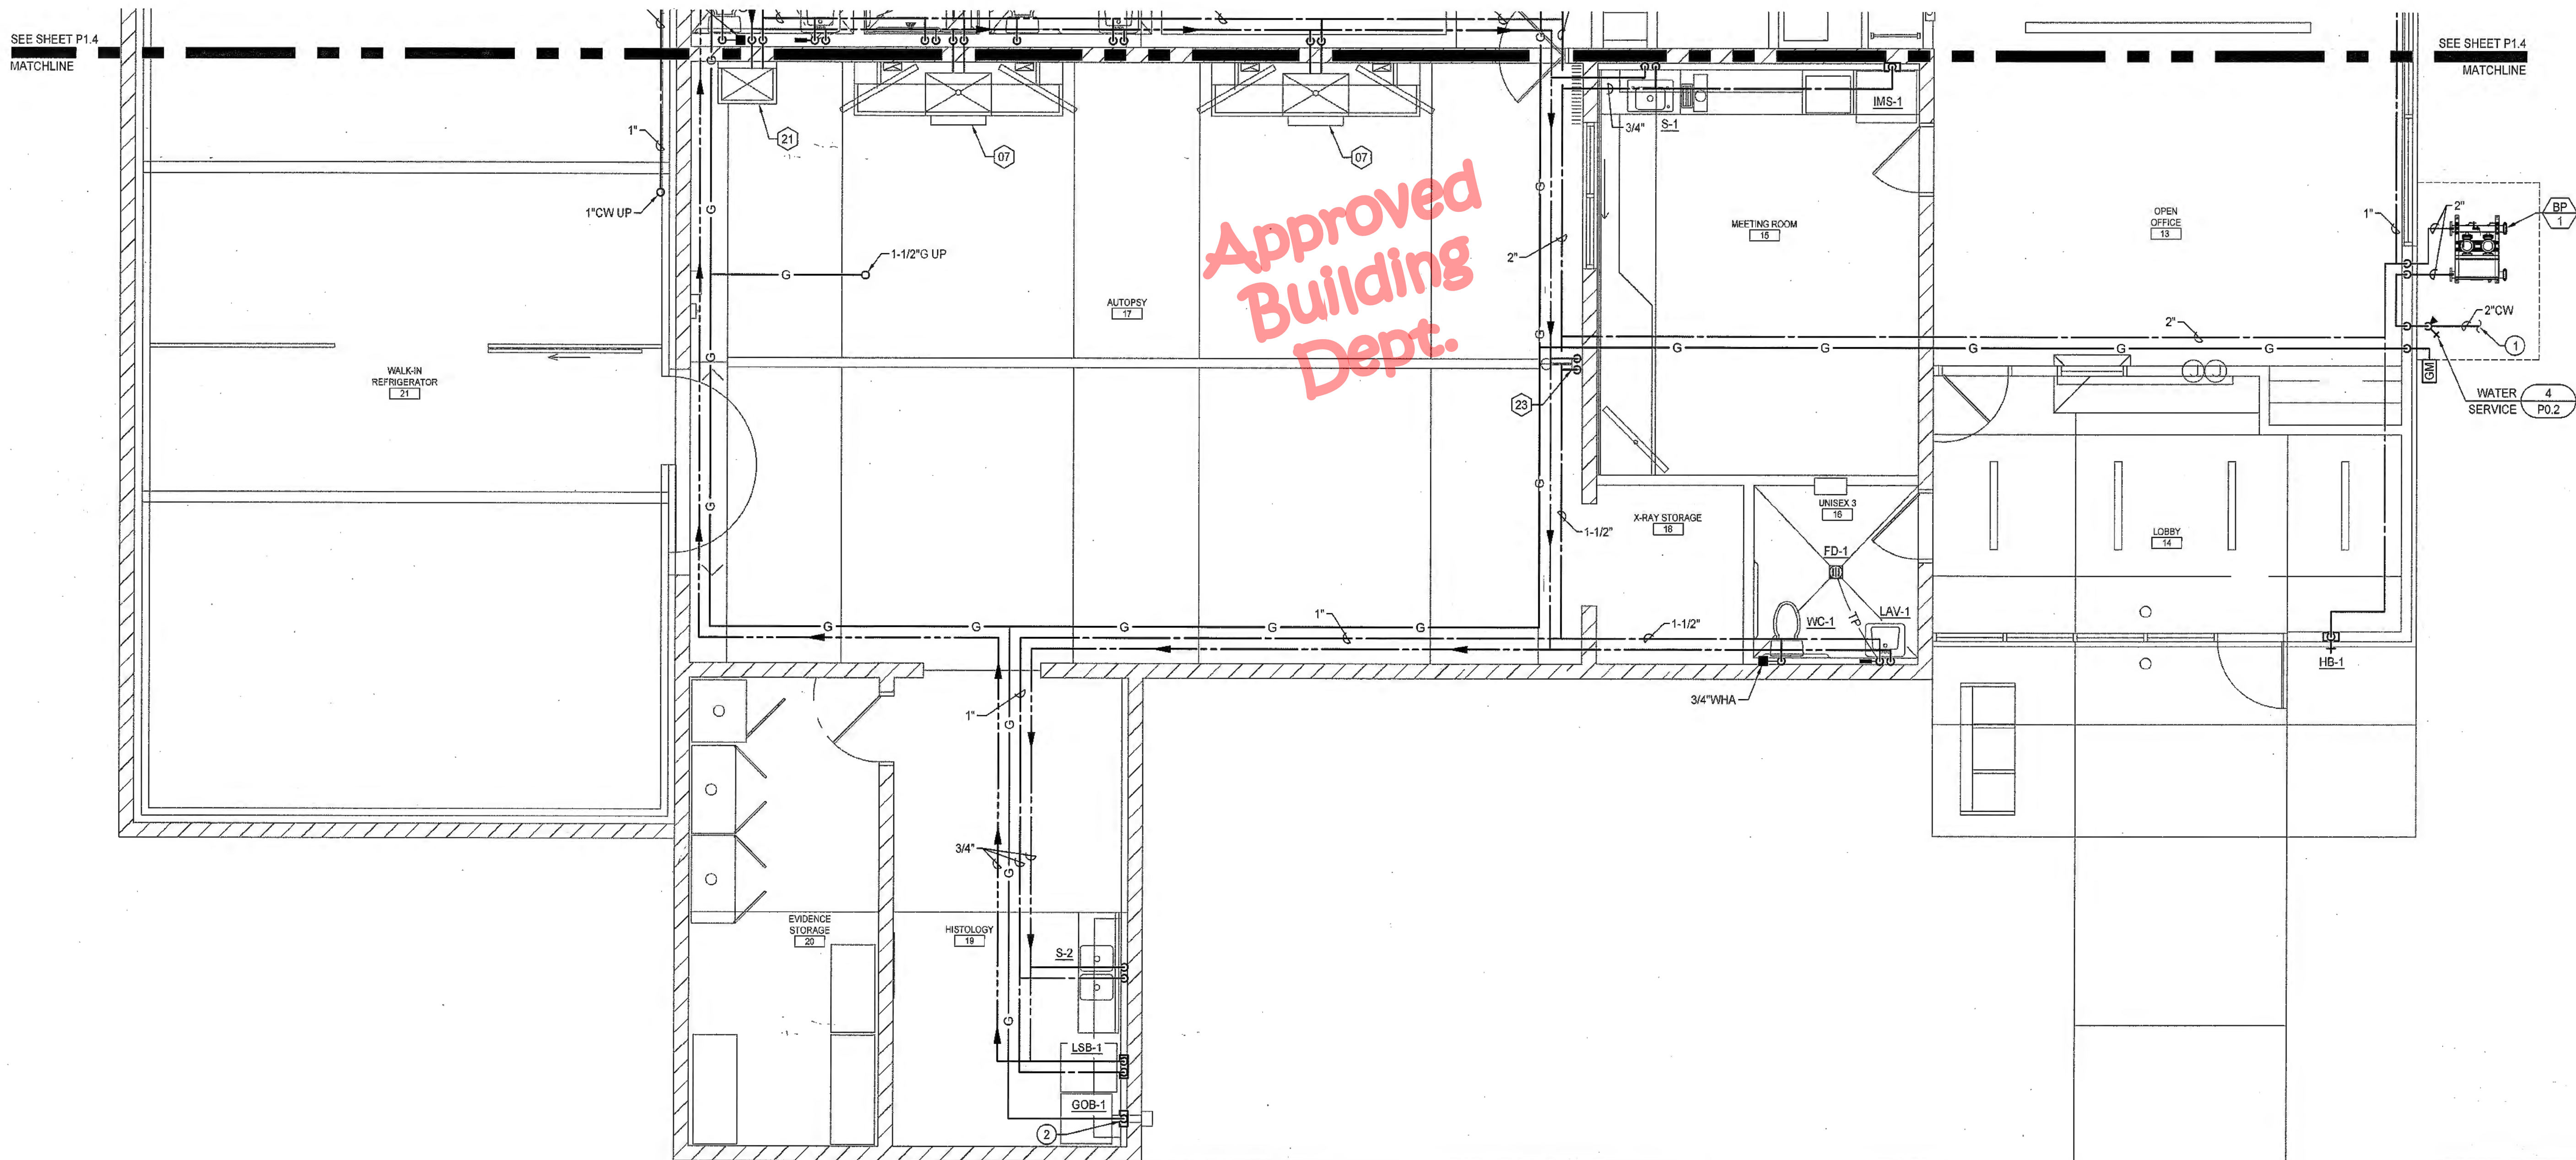 SEE SHEET P1.4
MATCHLINE
SEE SHEET P1.4
MATCHLINE
1"
1"CW UP
21
07
07
3/4"
S-1
IMS-1
G
1-1/2"G UP
G
AUTOPSY
17
Approved
Building
Dept.
2"
MEETING ROOM
15
OPEN
OFFICE
13
1"
2"
BP
1
2"CW
1
2"
G
G
G
G
G
GM
WATER
SERVICE
4
P0.2
WALK-IN
REFRIGERATOR
21
23
G
G
G
G
G
G
1-1/2"
X-RAY STORAGE
18
UNISEX 3
16
FD-1
TP
LAV-1
WC-1
LOBBY
14
HB-1
G
G
G
G
G
1"
1-1/2"
3/4"WHA
1"
G
3/4"
G
EVIDENCE
STORAGE
20
HISTOLOGY
19
S-2
G
LSB-1
GOB-1
2